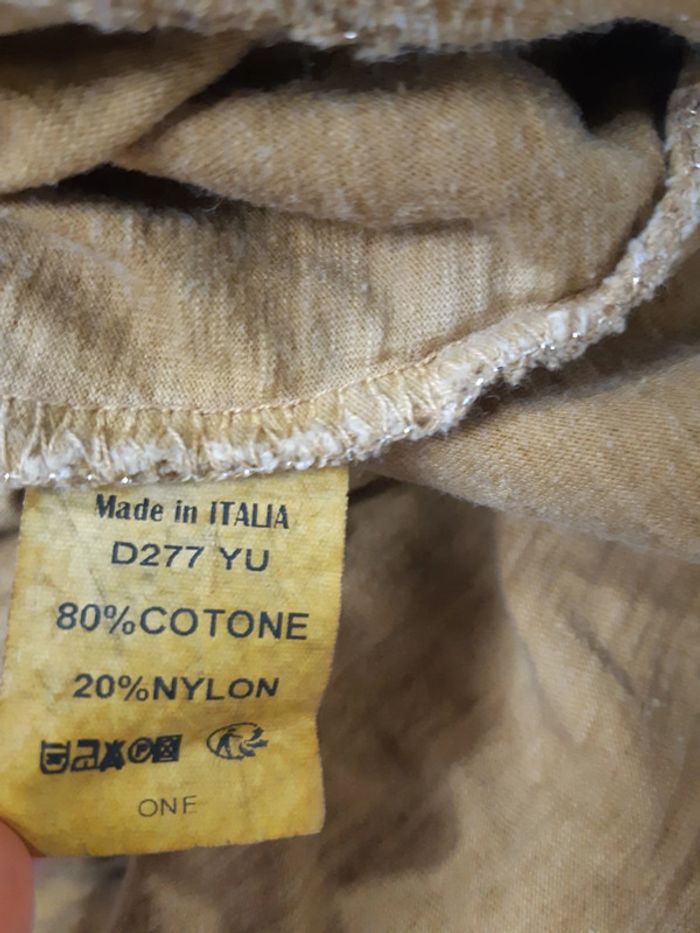 Made in ITALIA
D277 YU
80%COTONE
20%NYLON
ONE